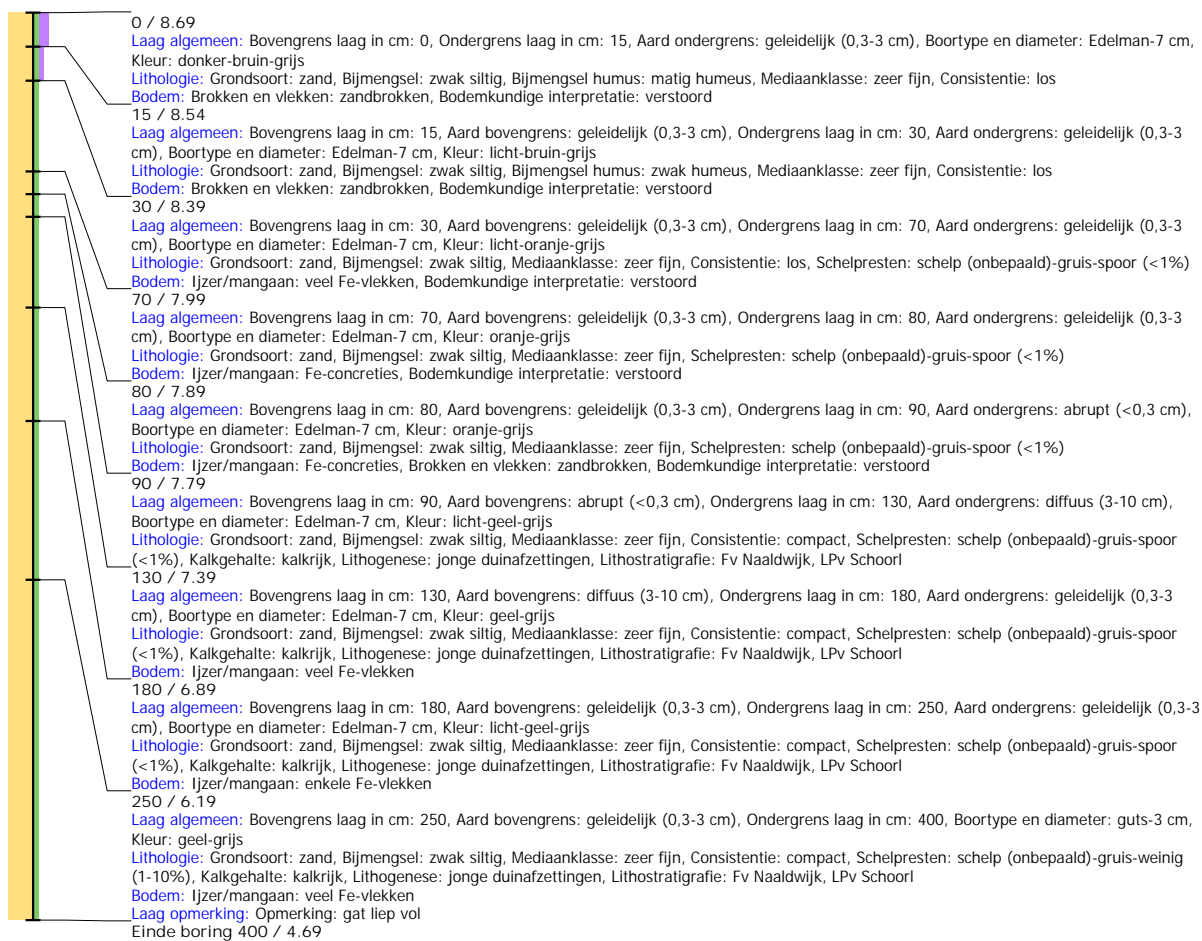 0 / 8.69
Laag algemeen: Bovengrens laag in cm: 0, Ondergrens laag in cm: 15, Aard ondergrens: geleidelijk (0,3-3 cm), Boortype en diameter: Edelman-7 cm,
Kleur: donker-bruin-grijs
Lithologie: Grondsoort: zand, Bijmengsel: zwak siltig, Bijmengsel humus: matig humeus, Mediaanklasse: zeer fijn, Consistentie: los
Bodem: Brokken en vlekken: zandbrokken, Bodemkundige interpretatie: verstoord
15 / 8.54
Laag algemeen: Bovengrens laag in cm: 15, Aard bovengrens: geleidelijk (0,3-3 cm), Ondergrens laag in cm: 30, Aard ondergrens: geleidelijk (0,3-3
cm), Boortype en diameter: Edelman-7 cm, Kleur: licht-bruin-grijs
Lithologie: Grondsoort: zand, Bijmengsel: zwak siltig, Bijmengsel humus: zwak humeus, Mediaanklasse: zeer fijn, Consistentie: los
Bodem: Brokken en vlekken: zandbrokken, Bodemkundige interpretatie: verstoord
30 / 8.39
Laag algemeen: Bovengrens laag in cm: 30, Aard bovengrens: geleidelijk (0,3-3 cm), Ondergrens laag in cm: 70, Aard ondergrens: geleidelijk (0,3-3
cm), Boortype en diameter: Edelman-7 cm, Kleur: licht-oranje-grijs
Lithologie: Grondsoort: zand, Bijmengsel: zwak siltig, Mediaanklasse: zeer fijn, Consistentie: los, Schelpresten: schelp (onbepaald)-gruis-spoor (<1%)
Bodem: Ijzer/mangaan: veel Fe-vlekken, Bodemkundige interpretatie: verstoord
70 / 7.99
Laag algemeen: Bovengrens laag in cm: 70, Aard bovengrens: geleidelijk (0,3-3 cm), Ondergrens laag in cm: 80, Aard ondergrens: geleidelijk (0,3-3
cm), Boortype en diameter: Edelman-7 cm, Kleur: oranje-grijs
Lithologie: Grondsoort: zand, Bijmengsel: zwak siltig, Mediaanklasse: zeer fijn, Schelpresten: schelp (onbepaald)-gruis-spoor (<1%)
Bodem: Ijzer/mangaan: Fe-concreties, Bodemkundige interpretatie: verstoord
80 / 7.89
Laag algemeen: Bovengrens laag in cm: 80, Aard bovengrens: geleidelijk (0,3-3 cm), Ondergrens laag in cm: 90, Aard ondergrens: abrupt (<0,3 cm),
Boortype en diameter: Edelman-7 cm, Kleur: oranje-grijs
Lithologie: Grondsoort: zand, Bijmengsel: zwak siltig, Mediaanklasse: zeer fijn, Schelpresten: schelp (onbepaald)-gruis-spoor (<1%)
Bodem: Ijzer/mangaan: Fe-concreties, Brokken en vlekken: zandbrokken, Bodemkundige interpretatie: verstoord
90 / 7.79
Laag algemeen: Bovengrens laag in cm: 90, Aard bovengrens: abrupt (<0,3 cm), Ondergrens laag in cm: 130, Aard ondergrens: diffuus (3-10 cm),
Boortype en diameter: Edelman-7 cm, Kleur: licht-geel-grijs
Lithologie: Grondsoort: zand, Bijmengsel: zwak siltig, Mediaanklasse: zeer fijn, Consistentie: compact, Schelpresten: schelp (onbepaald)-gruis-spoor
(<1%), Kalkgehalte: kalkrijk, Lithogenese: jonge duinafzettingen, Lithostratigrafie: Fv Naaldwijk, LPv Schoorl
130 / 7.39
Laag algemeen: Bovengrens laag in cm: 130, Aard bovengrens: diffuus (3-10 cm), Ondergrens laag in cm: 180, Aard ondergrens: geleidelijk (0,3-3
cm), Boortype en diameter: Edelman-7 cm, Kleur: geel-grijs
Lithologie: Grondsoort: zand, Bijmengsel: zwak siltig, Mediaanklasse: zeer fijn, Consistentie: compact, Schelpresten: schelp (onbepaald)-gruis-spoor
(<1%), Kalkgehalte: kalkrijk, Lithogenese: jonge duinafzettingen, Lithostratigrafie: Fv Naaldwijk, LPv Schoorl
Bodem: Ijzer/mangaan: veel Fe-vlekken
180 / 6.89
Laag algemeen: Bovengrens laag in cm: 180, Aard bovengrens: geleidelijk (0,3-3 cm), Ondergrens laag in cm: 250, Aard ondergrens: geleidelijk (0,3-3
cm), Boortype en diameter: Edelman-7 cm, Kleur: licht-geel-grijs
Lithologie: Grondsoort: zand, Bijmengsel: zwak siltig, Mediaanklasse: zeer fijn, Consistentie: compact, Schelpresten: schelp (onbepaald)-gruis-spoor
(<1%), Kalkgehalte: kalkrijk, Lithogenese: jonge duinafzettingen, Lithostratigrafie: Fv Naaldwijk, LPv Schoorl
Bodem: Ijzer/mangaan: enkele Fe-vlekken
250 / 6.19
Laag algemeen: Bovengrens laag in cm: 250, Aard bovengrens: geleidelijk (0,3-3 cm), Ondergrens laag in cm: 400, Boortype en diameter: guts-3 cm,
Kleur: geel-grijs
Lithologie: Grondsoort: zand, Bijmengsel: zwak siltig, Mediaanklasse: zeer fijn, Consistentie: compact, Schelpresten: schelp (onbepaald)-gruis-weinig
(1-10%), Kalkgehalte: kalkrijk, Lithogenese: jonge duinafzettingen, Lithostratigrafie: Fv Naaldwijk, LPv Schoorl
Bodem: Ijzer/mangaan: veel Fe-vlekken
Laag opmerking: Opmerking: gat liep vol
Einde boring 400 / 4.69